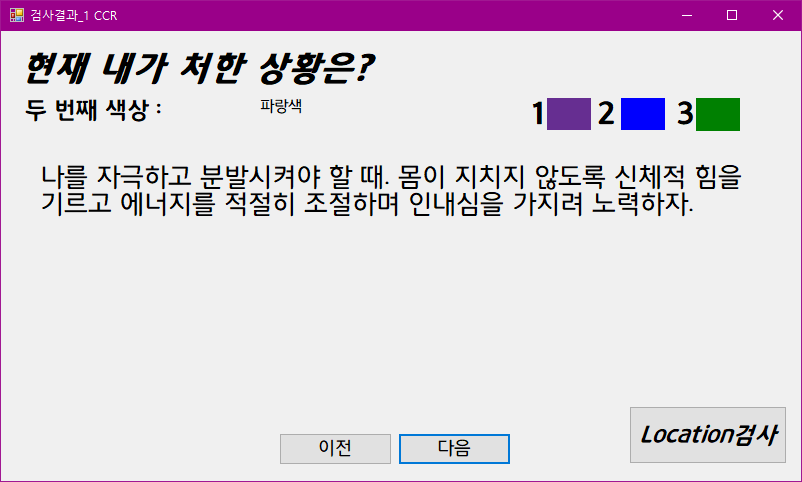 검사결과_1 CCR
현재 내가 처한 상황은?
두 번째 색상 : 파랑색 1 2 3
나를 자극하고 분발시켜야 할 때. 몸이 지치지 않도록 신체적 힘을
기르고 에너지를 적절히 조절하며 인내심을 가지려 노력하자.
이전 다음 Location검사